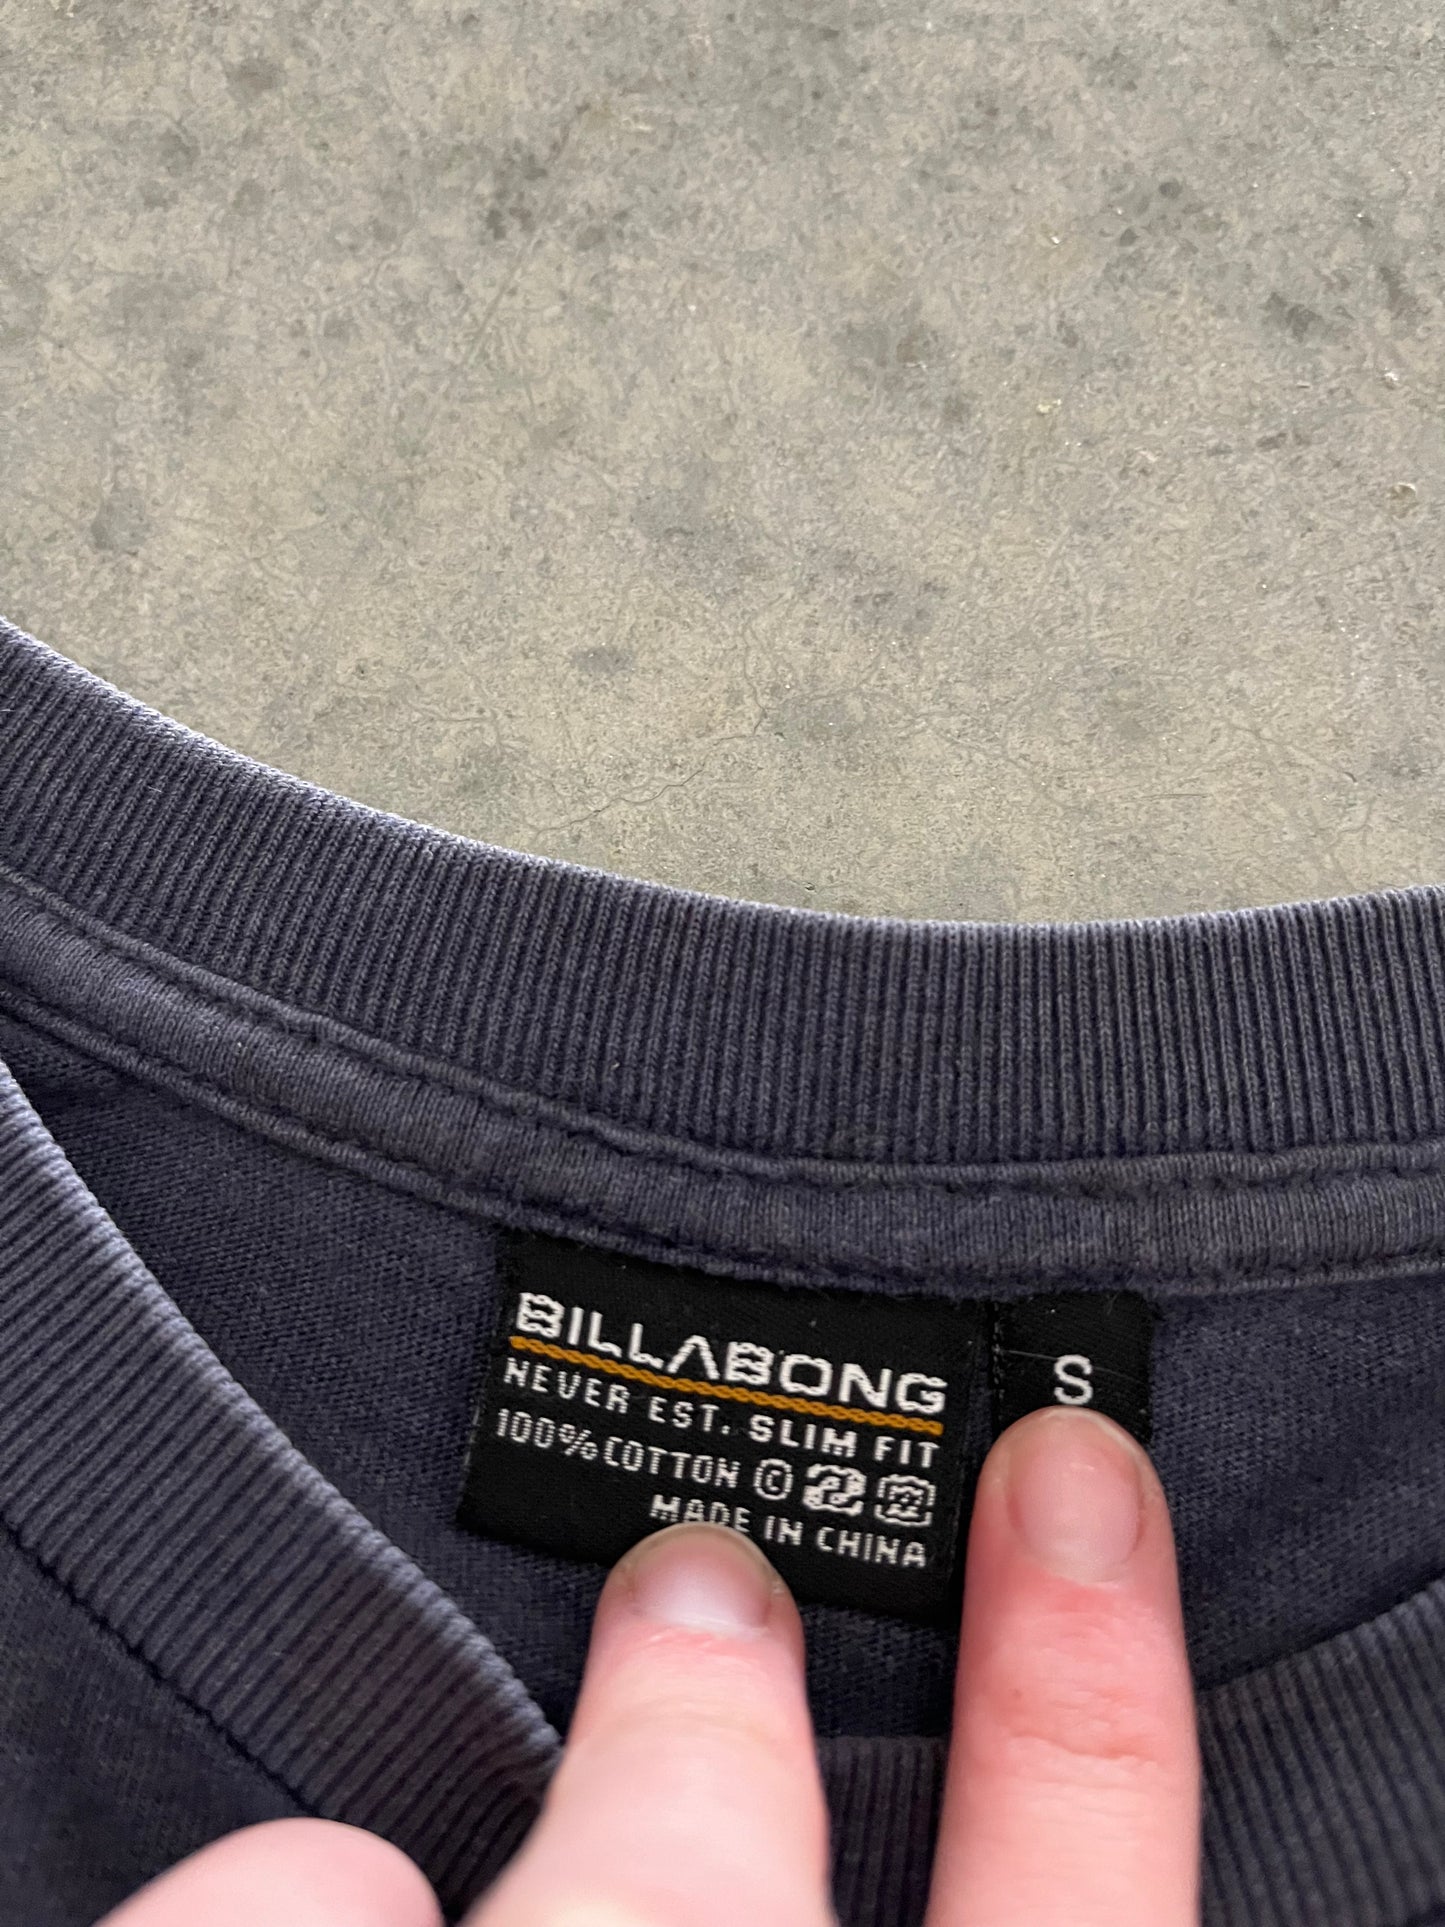 BILLABONG
NEVER EST. SLIM FIT
100% COTTON ©
MADE IN CHINA
S